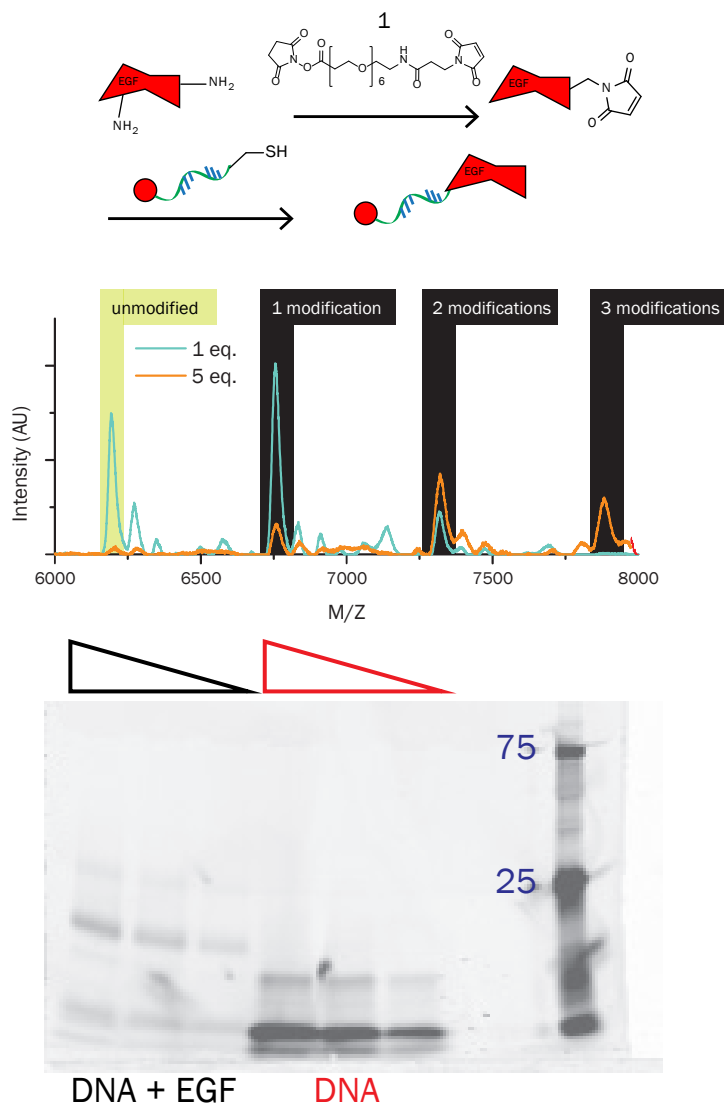 1
EGF
NH2
NH2
O
O
N
O
O
O
6
H
N
O
N
O
O
N
O
O
SH
EGF
unmodified
1 modification
2 modifications
3 modifications
1 eq.
5 eq.
Intensity (AU)
6000
6500
7000
7500
8000
M/Z
75
25
DNA + EGF
DNA